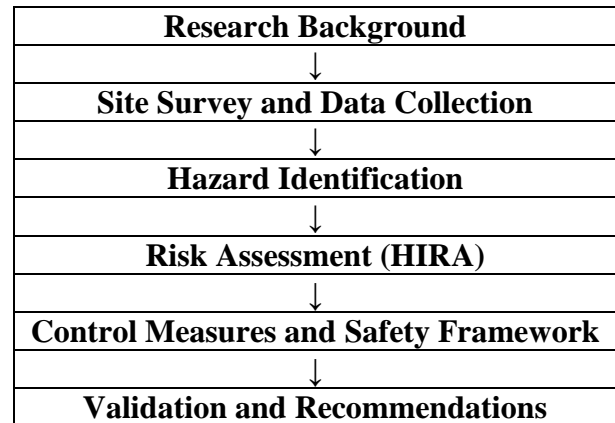 Research Background
↓
Site Survey and Data Collection
↓
Hazard Identification
↓
Risk Assessment (HIRA)
↓
Control Measures and Safety Framework
↓
Validation and Recommendations